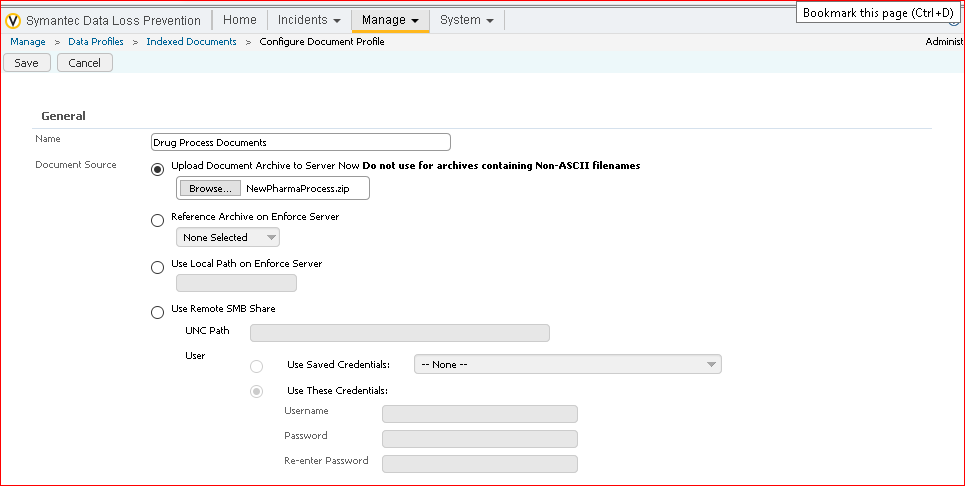 Symantec Data Loss Prevention Home Incidents Manage System Bookmark this page (Ctrl+D)
Manage > Data Profiles > Indexed Documents > Configure Document Profile Administ
Save Cancel
General
Name Drug Process Documents
Document Source Upload Document Archive to Server Now Do not use for archives containing Non-ASCII filenames
Browse... NewPharmaProcess.zip
Reference Archive on Enforce Server
None Selected
Use Local Path on Enforce Server
Use Remote SMB Share
UNC Path
User Use Saved Credentials: -- None --
Use These Credentials:
Username
Password
Re-enter Password